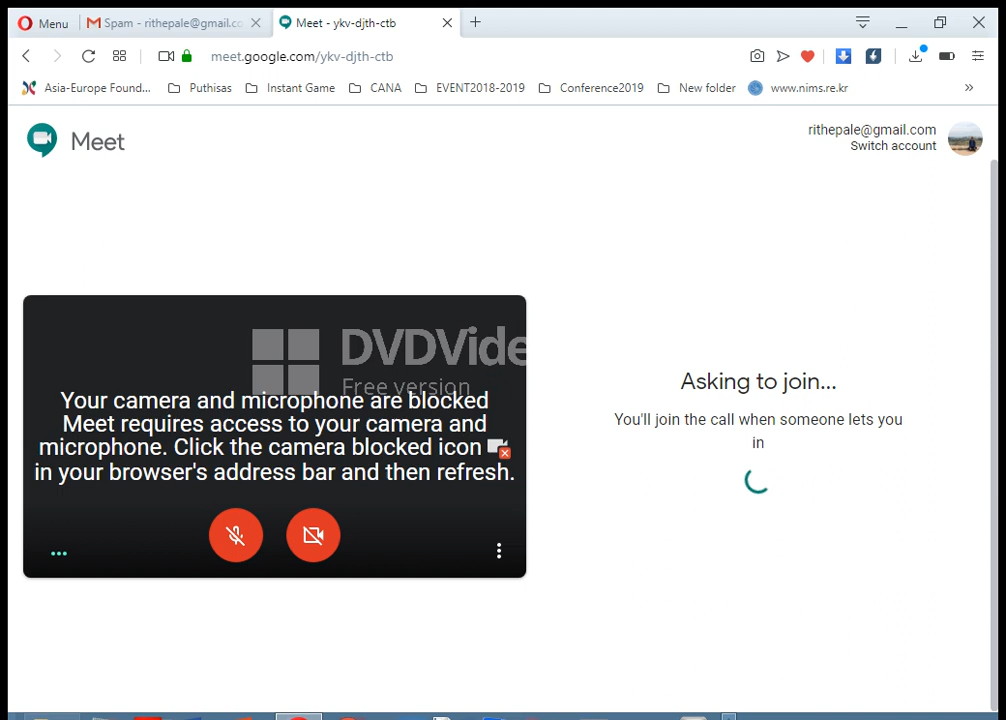 Menu
Spam - rithepale@gmail.co
Meet - ykv-djth-ctb
meet.google.com/ykv-djth-ctb
Asia-Europe Found...
Puthisas
Instant Game
CANA
EVENT2018-2019
Conference2019
New folder
www.nims.re.kr
»
Meet
rithepale@gmail.com
Switch account
DVDVide
Free version
Your camera and microphone are blocked
Meet requires access to your camera and
microphone. Click the camera blocked icon
in your browser's address bar and then refresh.
Asking to join...
You'll join the call when someone lets you
in